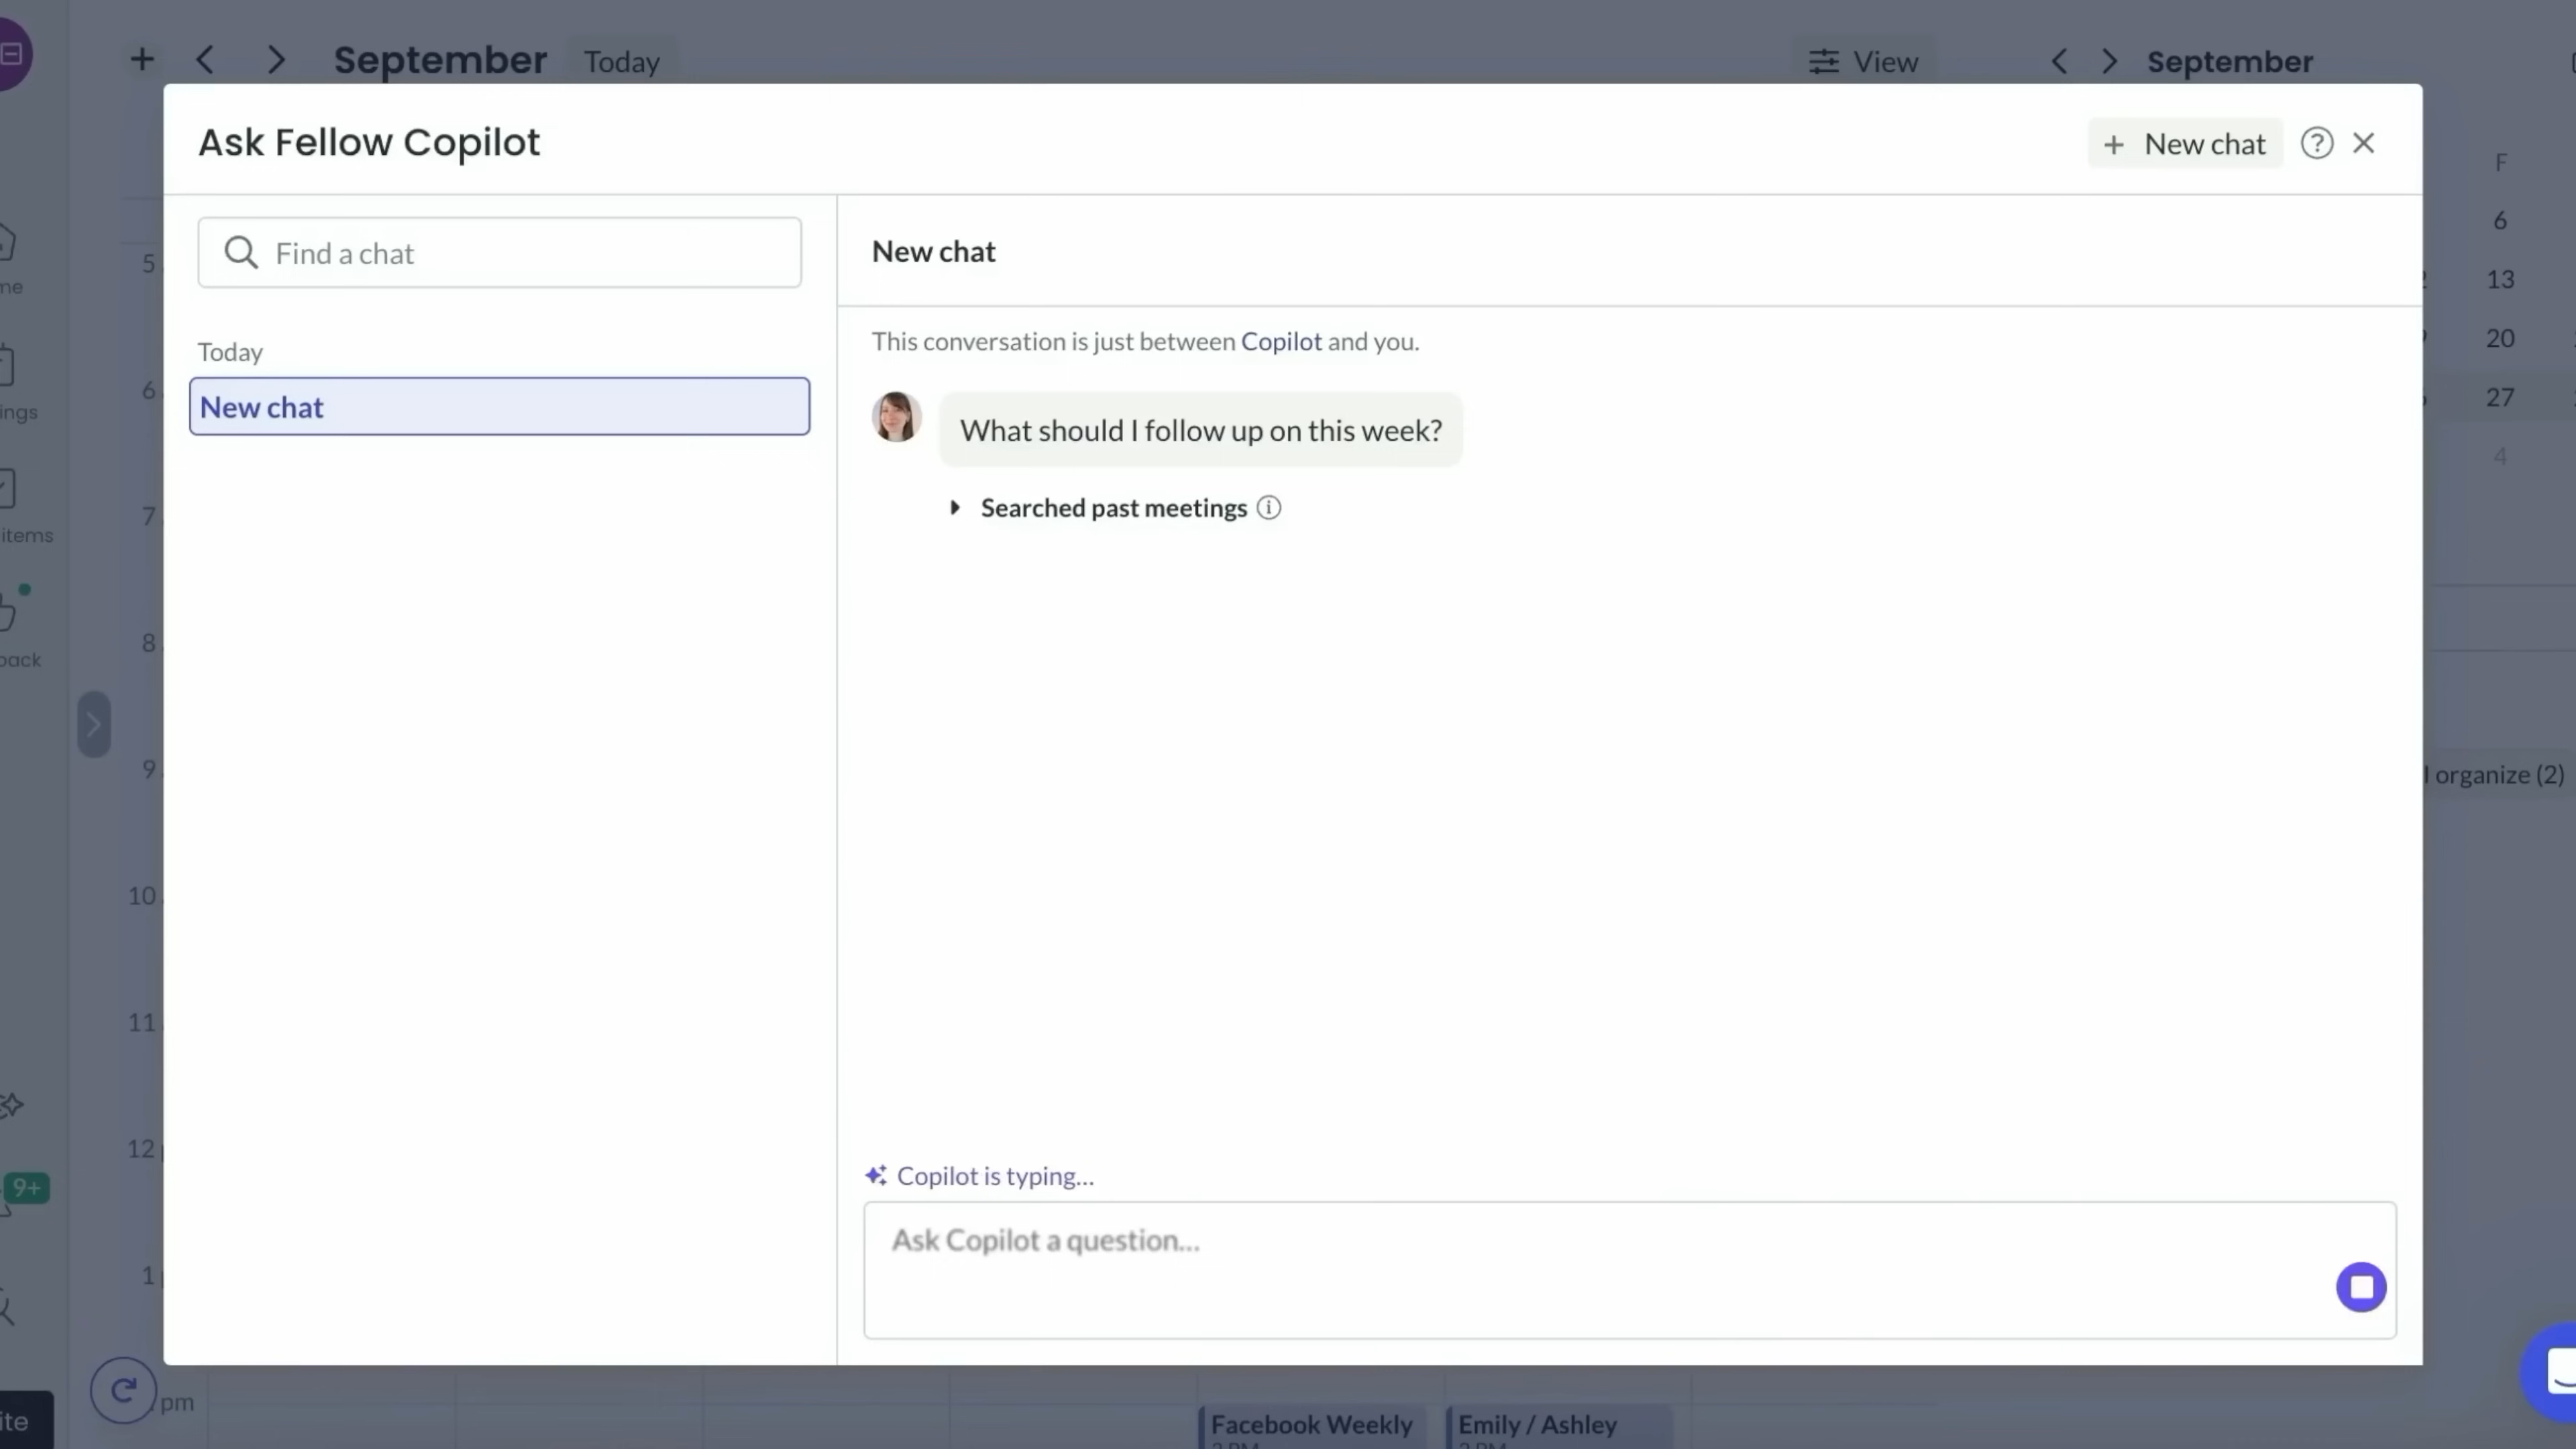 September Today View September
Ask Fellow Copilot
+ New chat
Find a chat
Today
New chat
New chat
This conversation is just between Copilot and you.
What should I follow up on this week?
Searched past meetings
Copilot is typing...
Ask Copilot a question...
5
6
7
8
9
10
11
12
1
pm
items
9+
F
6
13
20
27
4
I organize (2)
Facebook Weekly
Emily / Ashley